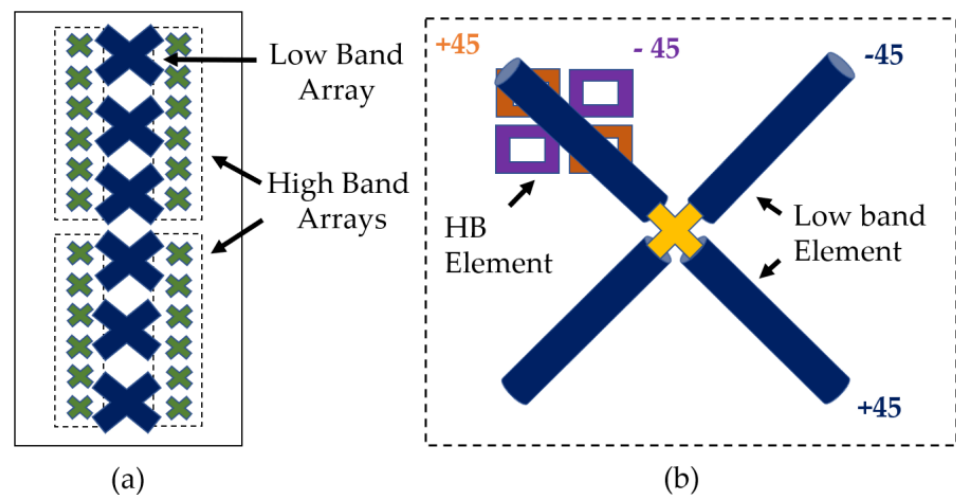 Low Band
Array
High Band
Arrays
(a)
+45
- 45
-45
HB
Element
Low band
Element
+45
(b)